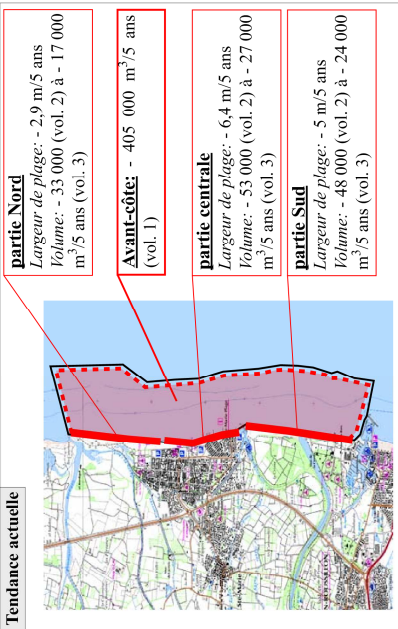 Tendance actuelle
partie Nord
Largeur de plage: - 2,9 m/5 ans
Volume: - 33 000 (vol. 2) à - 17 000
m³/5 ans (vol. 3)
Avant-côte: - 405 000 m³/5 ans
(vol. 1)
partie centrale
Largeur de plage: - 6,4 m/5 ans
Volume: - 53 000 (vol. 2) à - 27 000
m³/5 ans (vol. 3)
partie Sud
Largeur de plage: - 5 m/5 ans
Volume: - 48 000 (vol. 2) à - 24 000
m³/5 ans (vol. 3)